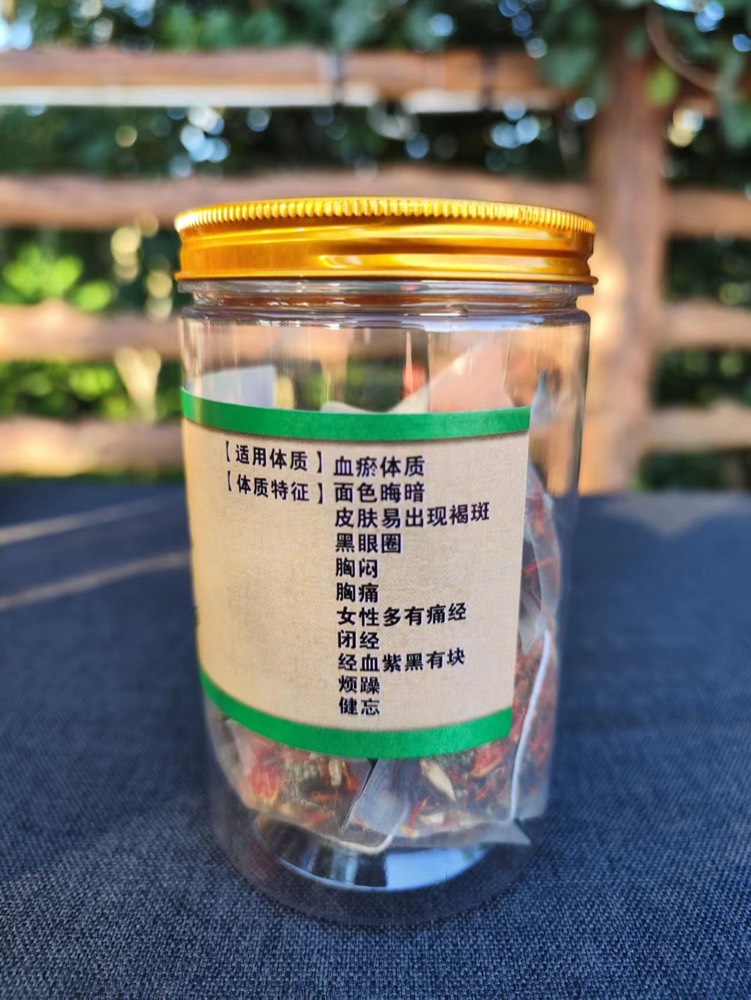 【适用体质】血瘀体质
【体质特征】面色晦暗
皮肤易出现褐斑
黑眼圈
胸闷
胸痛
女性多有痛经
闭经
经血紫黑有块
烦躁
健忘